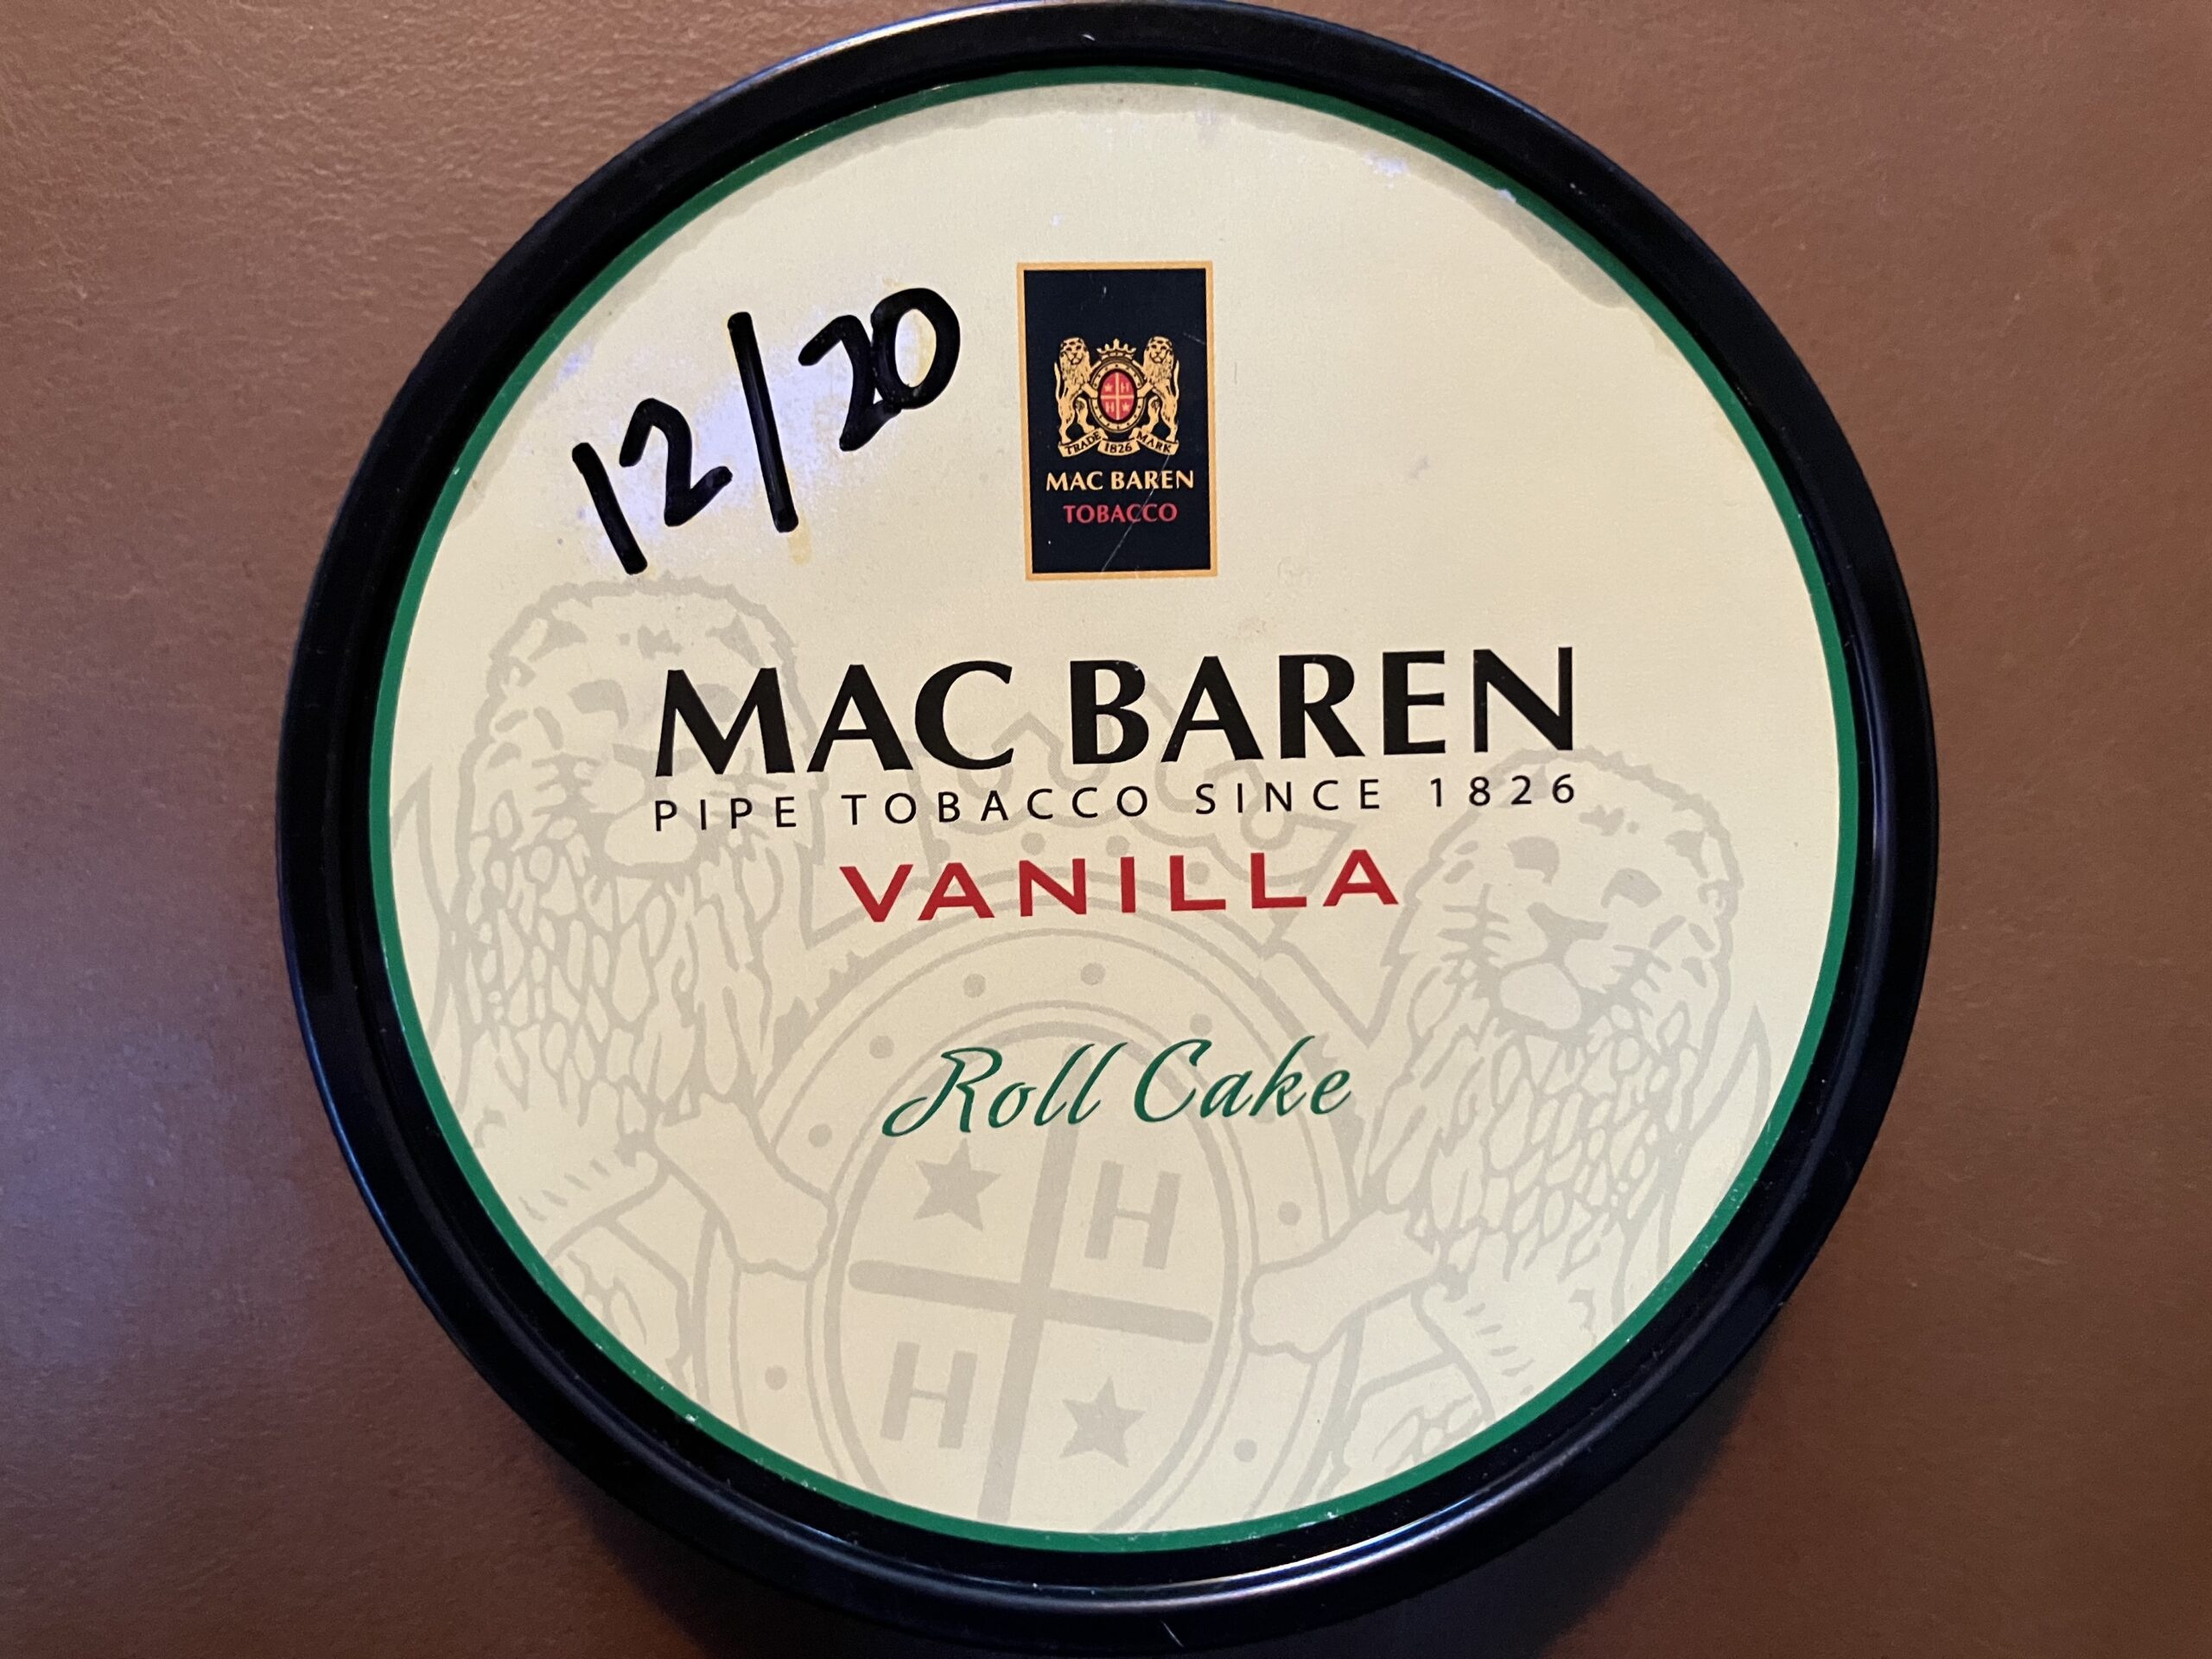 12/20
TRADE 1826 MARK
MAC BAREN
TOBACCO
MAC BAREN
PIPE TOBACCO SINCE 1826
VANILLA
Roll Cake
H
H